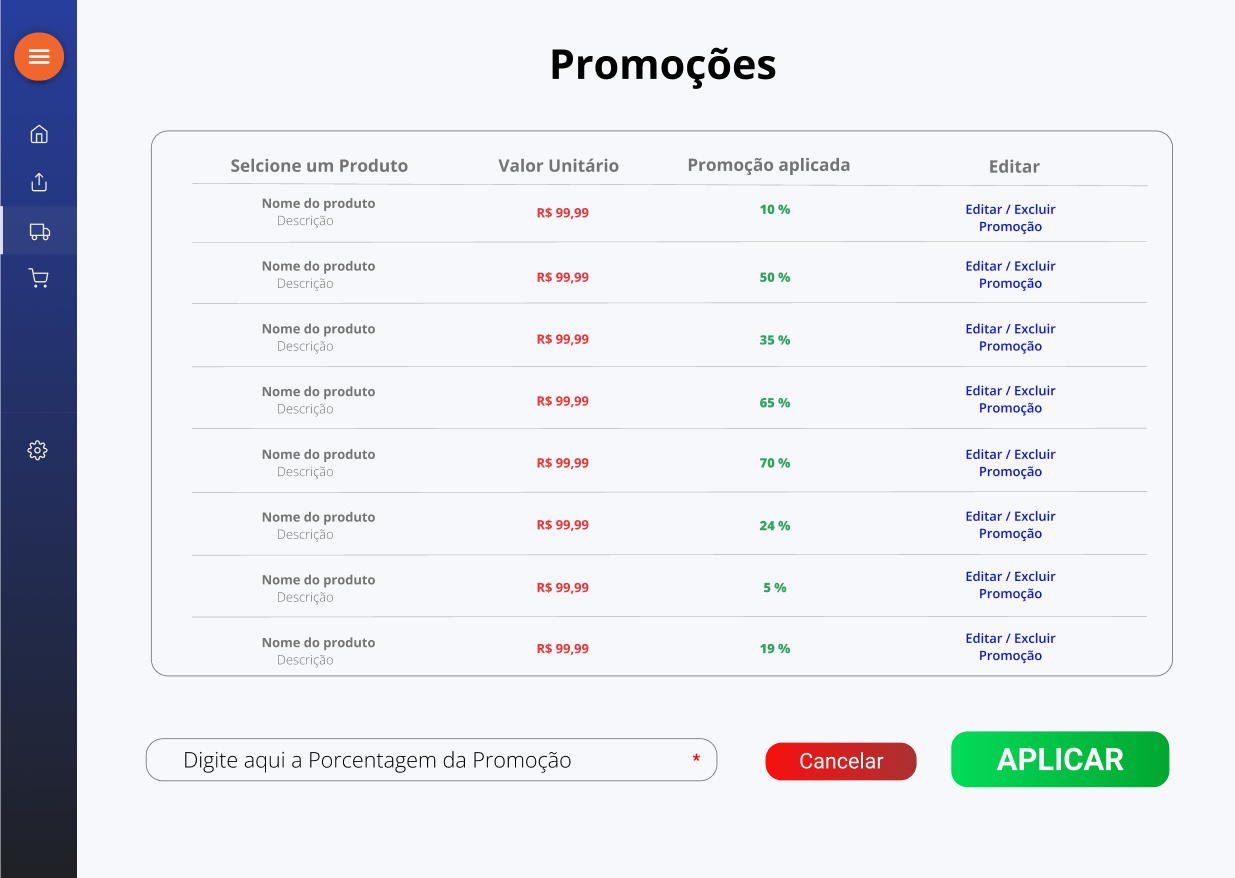 Promoções
Selcione um Produto Valor Unitário Promoção aplicada Editar
Nome do produto
Descrição
R$ 99,99
10 %
Editar / Excluir
Promoção
Nome do produto
Descrição
R$ 99,99
50 %
Editar / Excluir
Promoção
Nome do produto
Descrição
R$ 99,99
35 %
Editar / Excluir
Promoção
Nome do produto
Descrição
R$ 99,99
65 %
Editar / Excluir
Promoção
Nome do produto
Descrição
R$ 99,99
70 %
Editar / Excluir
Promoção
Nome do produto
Descrição
R$ 99,99
24 %
Editar / Excluir
Promoção
Nome do produto
Descrição
R$ 99,99
5 %
Editar / Excluir
Promoção
Nome do produto
Descrição
R$ 99,99
19 %
Editar / Excluir
Promoção
Digite aqui a Porcentagem da Promoção *
Cancelar
APLICAR